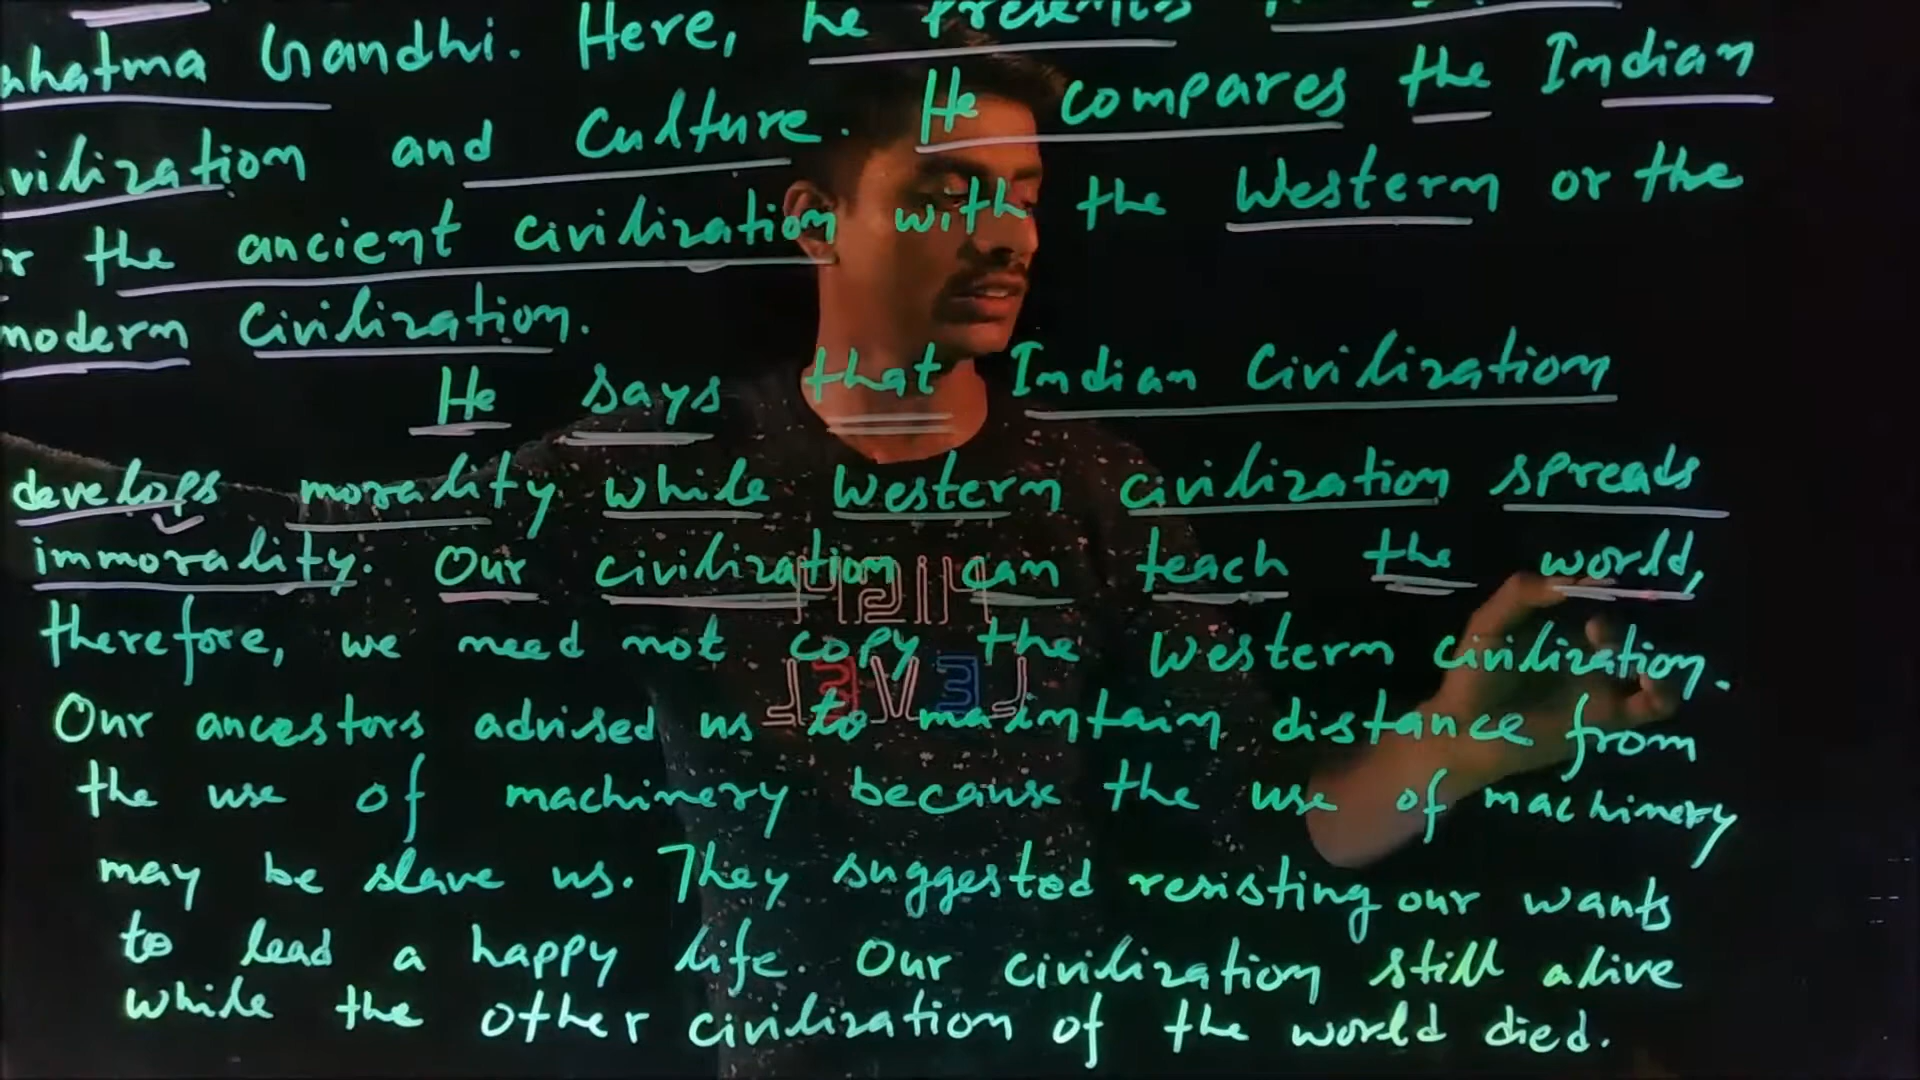 Gandhi. Here, he presents
and Culture. He compares the Indian
the ancient civilization with the Western or the
modern Civilization.
He says that Indian Civilization
develops morality while Western civilization spreads
immorality. Our civilization can teach the world,
therefore, we need not copy the Western civilization.
Our ancestors advised us to maintain distance from
the use of machinery because the use of machinery
may be slave us. They suggested resisting our wants
to lead a happy life. Our civilization still alive
while the other civilization of the world died.